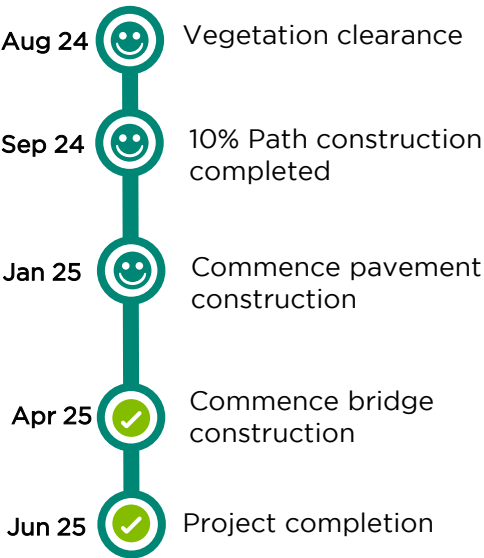 Aug 24
Vegetation clearance
Sep 24
10% Path construction
completed
Jan 25
Commence pavement
construction
Apr 25
Commence bridge
construction
Jun 25
Project completion